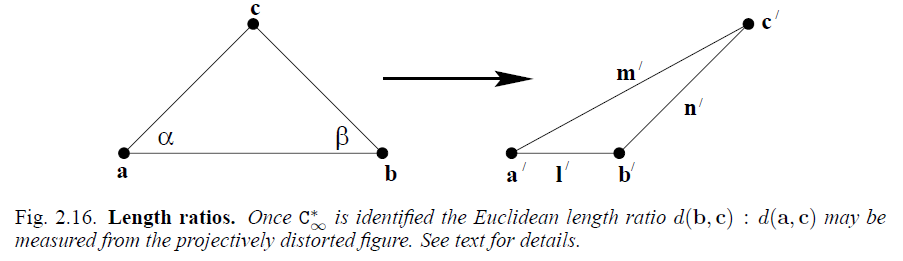 c
α
β
a
b
c′
m′
n′
a′
l′
b′
Fig. 2.16. Length ratios. Once C*∞ is identified the Euclidean length ratio d(b, c) : d(a, c) may be
measured from the projectively distorted figure. See text for details.